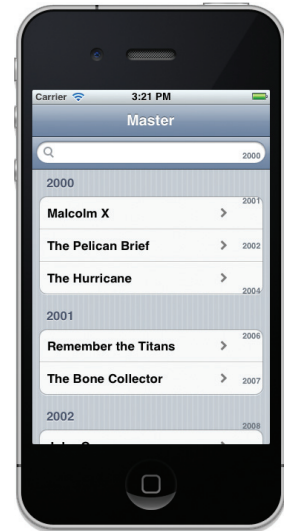 Carrier 3:21 PM
Master
2000
2000
2001
Malcolm X
The Pelican Brief
2002
The Hurricane
2004
2001
2006
Remember the Titans
The Bone Collector
2007
2002
2008